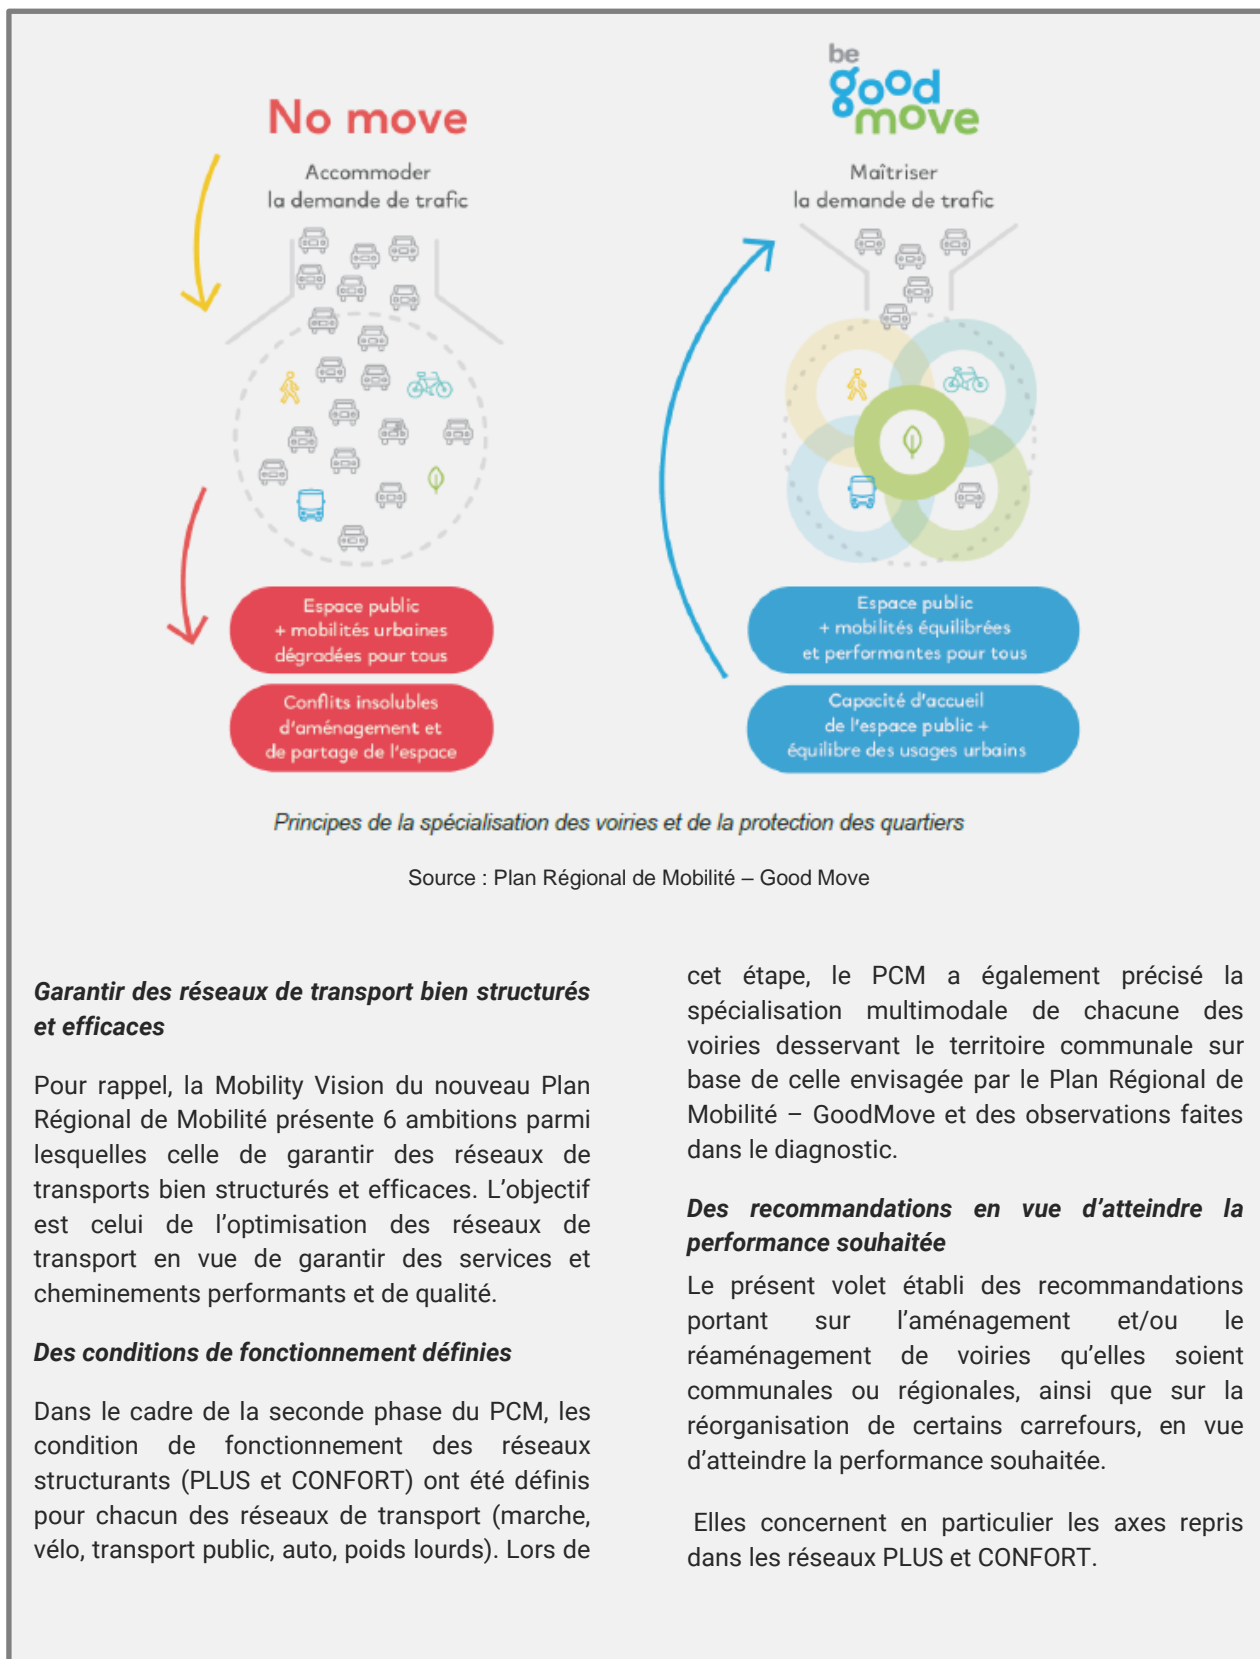 No move
Accommoder
la demande de trafic
Espace public
+ mobilités urbaines
dégradées pour tous
Conflits insolubles
d'aménagement et
de partage de l'espace
be
good
move
Maîtriser
la demande de trafic
Espace public
+ mobilités équilibrées
et performantes pour tous
Capacité d'accueil
de l'espace public +
équilibre des usages urbains
Principes de la spécialisation des voiries et de la protection des quartiers
Source : Plan Régional de Mobilité – Good Move
Garantir des réseaux de transport bien structurés
et efficaces
Pour rappel, la Mobility Vision du nouveau Plan
Régional de Mobilité présente 6 ambitions parmi
lesquelles celle de garantir des réseaux de
transports bien structurés et efficaces. L’objectif
est celui de l’optimisation des réseaux de
transport en vue de garantir des services et
cheminements performants et de qualité.
Des conditions de fonctionnement définies
Dans le cadre de la seconde phase du PCM, les
condition de fonctionnement des réseaux
structurants (PLUS et CONFORT) ont été définis
pour chacun des réseaux de transport (marche,
vélo, transport public, auto, poids lourds). Lors de
cet étape, le PCM a également précisé la
spécialisation multimodale de chacune des
voiries desservant le territoire communale sur
base de celle envisagée par le Plan Régional de
Mobilité – GoodMove et des observations faites
dans le diagnostic.
Des recommandations en vue d’atteindre la
performance souhaitée
Le présent volet établi des recommandations
portant sur l’aménagement et/ou le
réaménagement de voiries qu’elles soient
communales ou régionales, ainsi que sur la
réorganisation de certains carrefours, en vue
d’atteindre la performance souhaitée.
Elles concernent en particulier les axes repris
dans les réseaux PLUS et CONFORT.